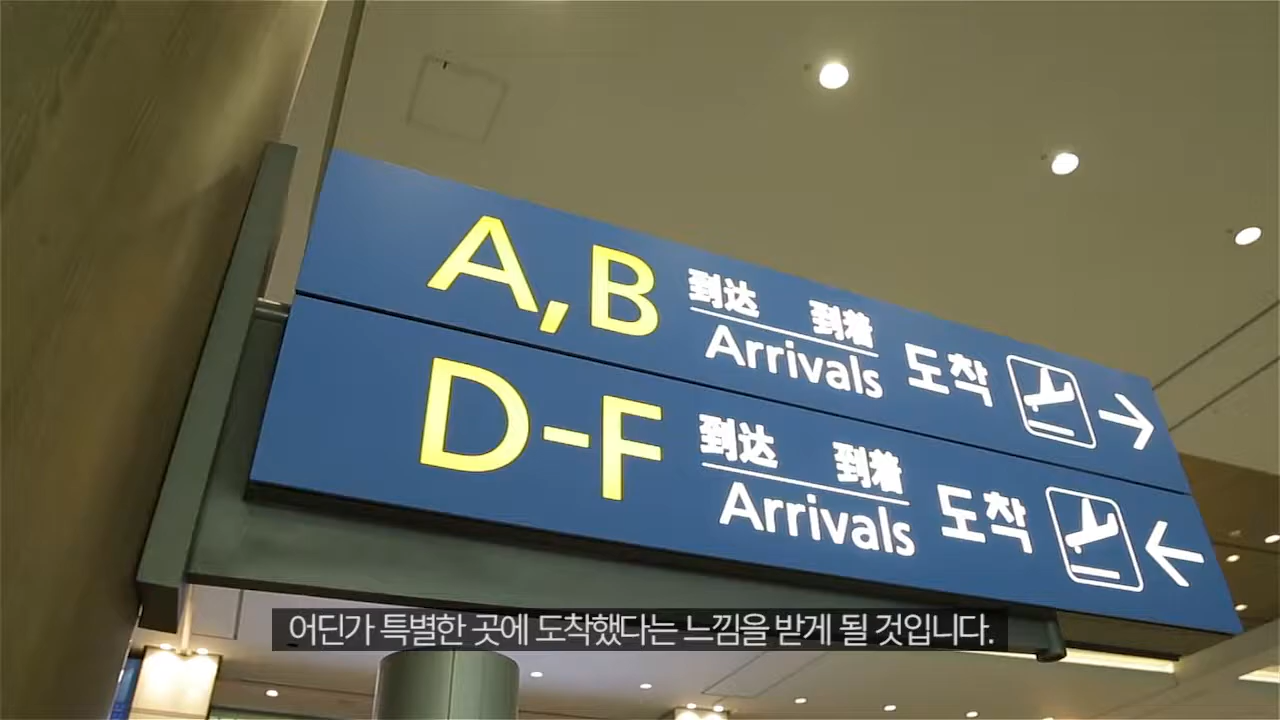 A,B 到达 到着 Arrivals 도착 →
D-F 到达 到着 Arrivals 도착 ←
어딘가 특별한 곳에 도착했다는 느낌을 받게 될 것입니다.